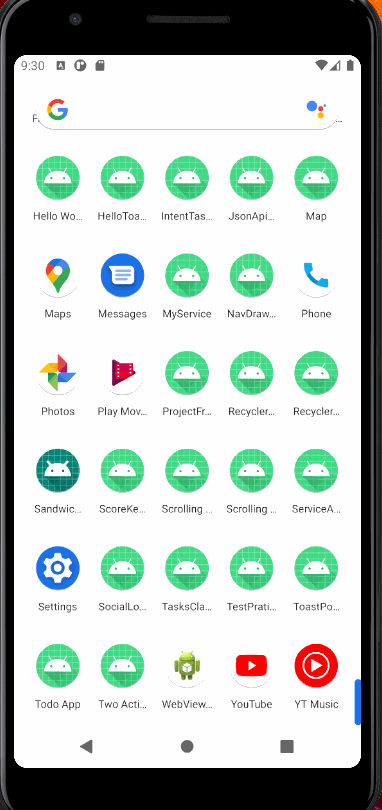 9:30
Hello Wo...
HelloToa...
IntentTas...
JsonApi...
Map
Maps
Messages
MyService
NavDraw...
Phone
Photos
Play Mov...
ProjectFr...
Recycler...
Recycler...
Sandwic...
ScoreKe...
Scrolling ...
Scrolling ...
ServiceA...
Settings
SocialLo...
TasksCla...
TestPrati...
ToastPo...
Todo App
Two Acti...
WebView...
YouTube
YT Music